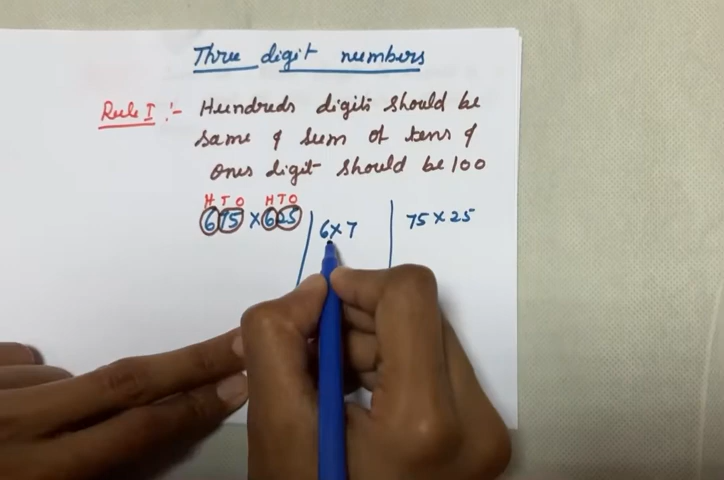 Three digit numbers
Rule I :- Hundreds digits should be
same & sum of tens &
ones digit should be 100
H T O H T O
675 × 625 6×7 75 × 25